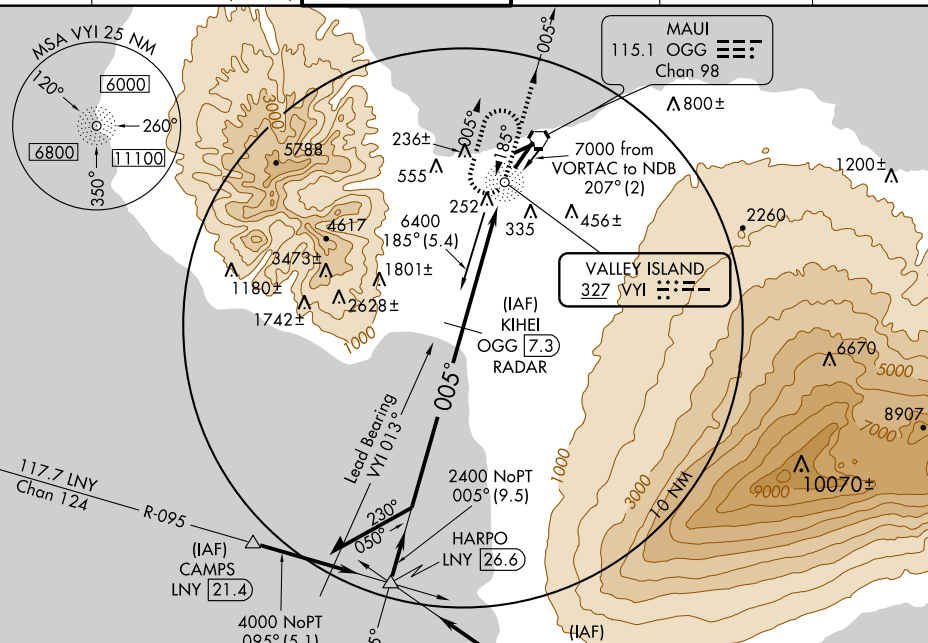 MSA VYI 25 NM
120°
6000
260°
6800
11100
350°
3000
5788
4617
3473±
1180±
1742±
2628±
1801±
1000
236±
555
252
335
456±
005°
005°
185°
MAUI
115.1 OGG
Chan 98
800±
7000 from
VORTAC to NDB
207° (2)
1200±
2260
6400
185° (5.4)
VALLEY ISLAND
327 VYI
(IAF)
KIHEI
OGG 7.3
RADAR
005°
Lead Bearing
VYI 013°
6670
5000
8907
7000
10070±
9000
1000
3000
10 NM
2400 NoPT
005° (9.5)
230°
050°
HARPO
LNY 26.6
117.7 LNY
Chan 124
R-095
(IAF)
CAMPS
LNY 21.4
4000 NoPT
095° (5.1)
(IAF)